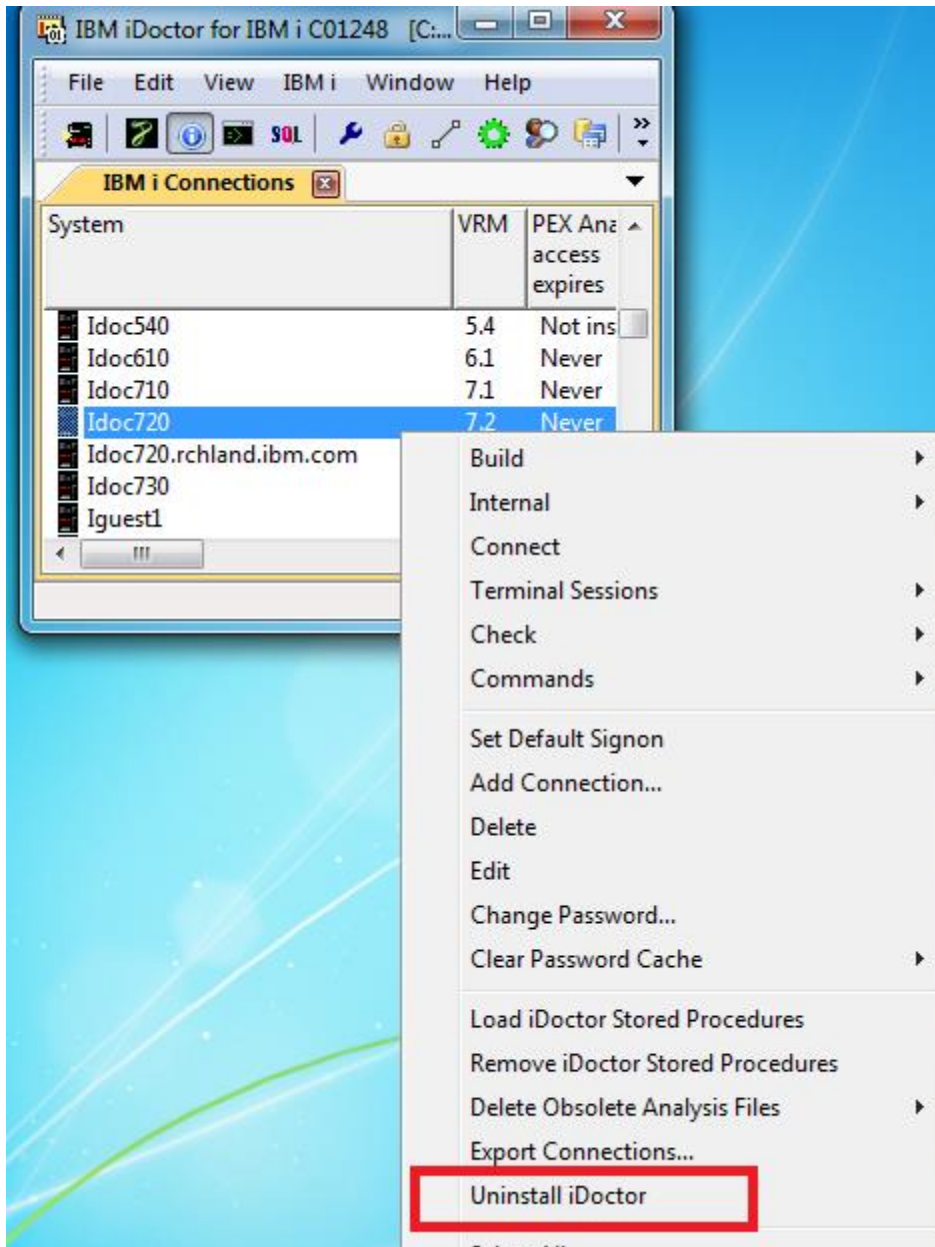 IBM iDoctor for IBM i C01248 [C:...
File Edit View IBM i Window Help
SQL
IBM i Connections
System VRM PEX Ana
access
expires
Idoc540 5.4 Not ins
Idoc610 6.1 Never
Idoc710 7.1 Never
Idoc720 7.2 Never
Idoc720.rchland.ibm.com
Idoc730
Iguest1
Build
Internal
Connect
Terminal Sessions
Check
Commands
Set Default Signon
Add Connection...
Delete
Edit
Change Password...
Clear Password Cache
Load iDoctor Stored Procedures
Remove iDoctor Stored Procedures
Delete Obsolete Analysis Files
Export Connections...
Uninstall iDoctor